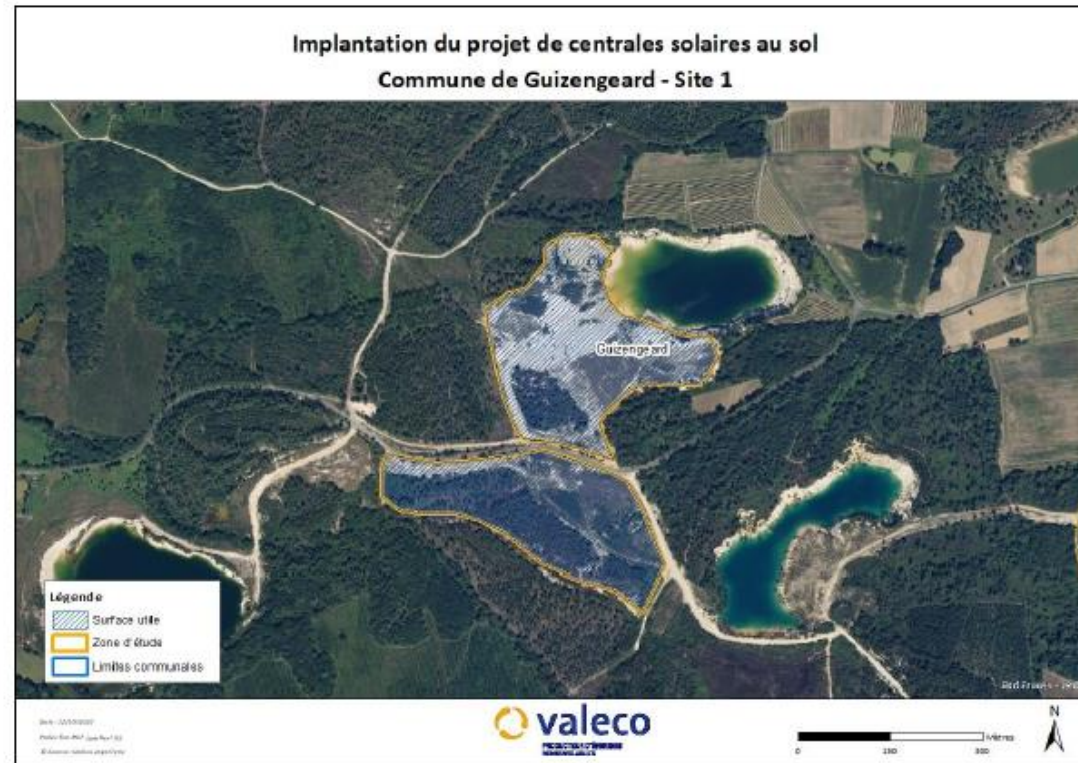 Implantation du projet de centrales solaires au sol
Commune de Guizengeard - Site 1
Guizengeard
Légende
Surface utile
Zone d'étude
Limites communales
valeco
N
0
300
Mètres